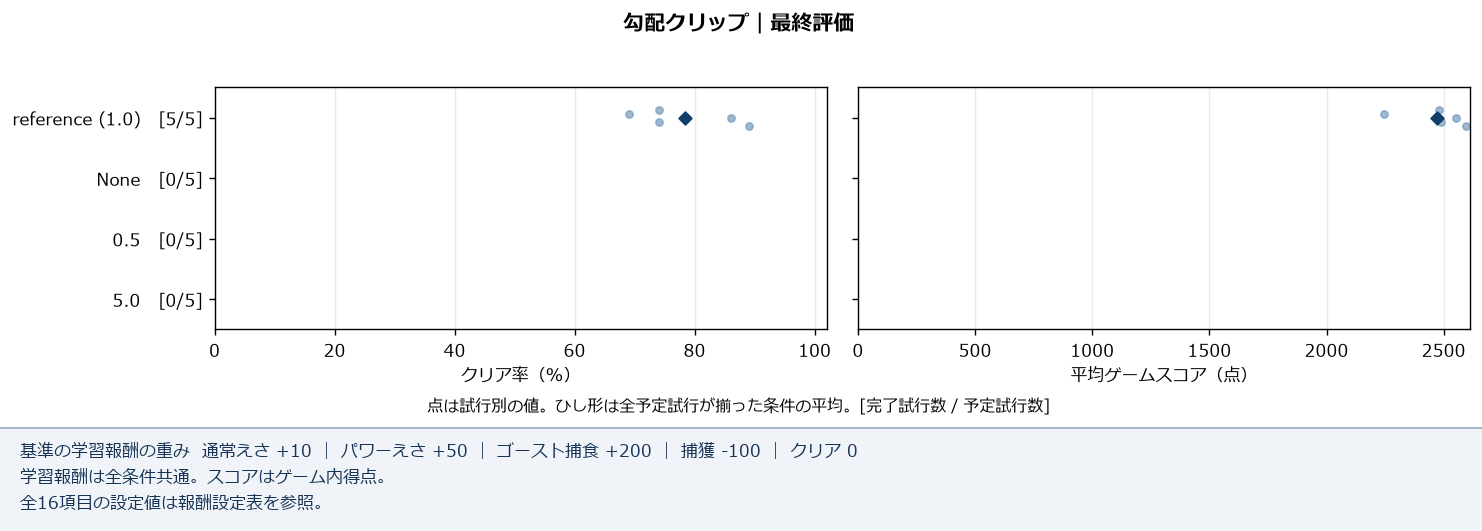 勾配クリップ｜最終評価
reference (1.0) [5/5]
None [0/5]
0.5 [0/5]
5.0 [0/5]
0 20 40 60 80 100
クリア率（%）
0 500 1000 1500 2000 2500
平均ゲームスコア（点）
点は試行別の値。ひし形は全予定試行が揃った条件の平均。[完了試行数 / 予定試行数]
基準の学習報酬の重み 通常えさ +10 ｜ パワーえさ +50 ｜ ゴースト捕食 +200 ｜ 捕獲 -100 ｜ クリア 0
学習報酬は全条件共通。スコアはゲーム内得点。
全16項目の設定値は報酬設定表を参照。